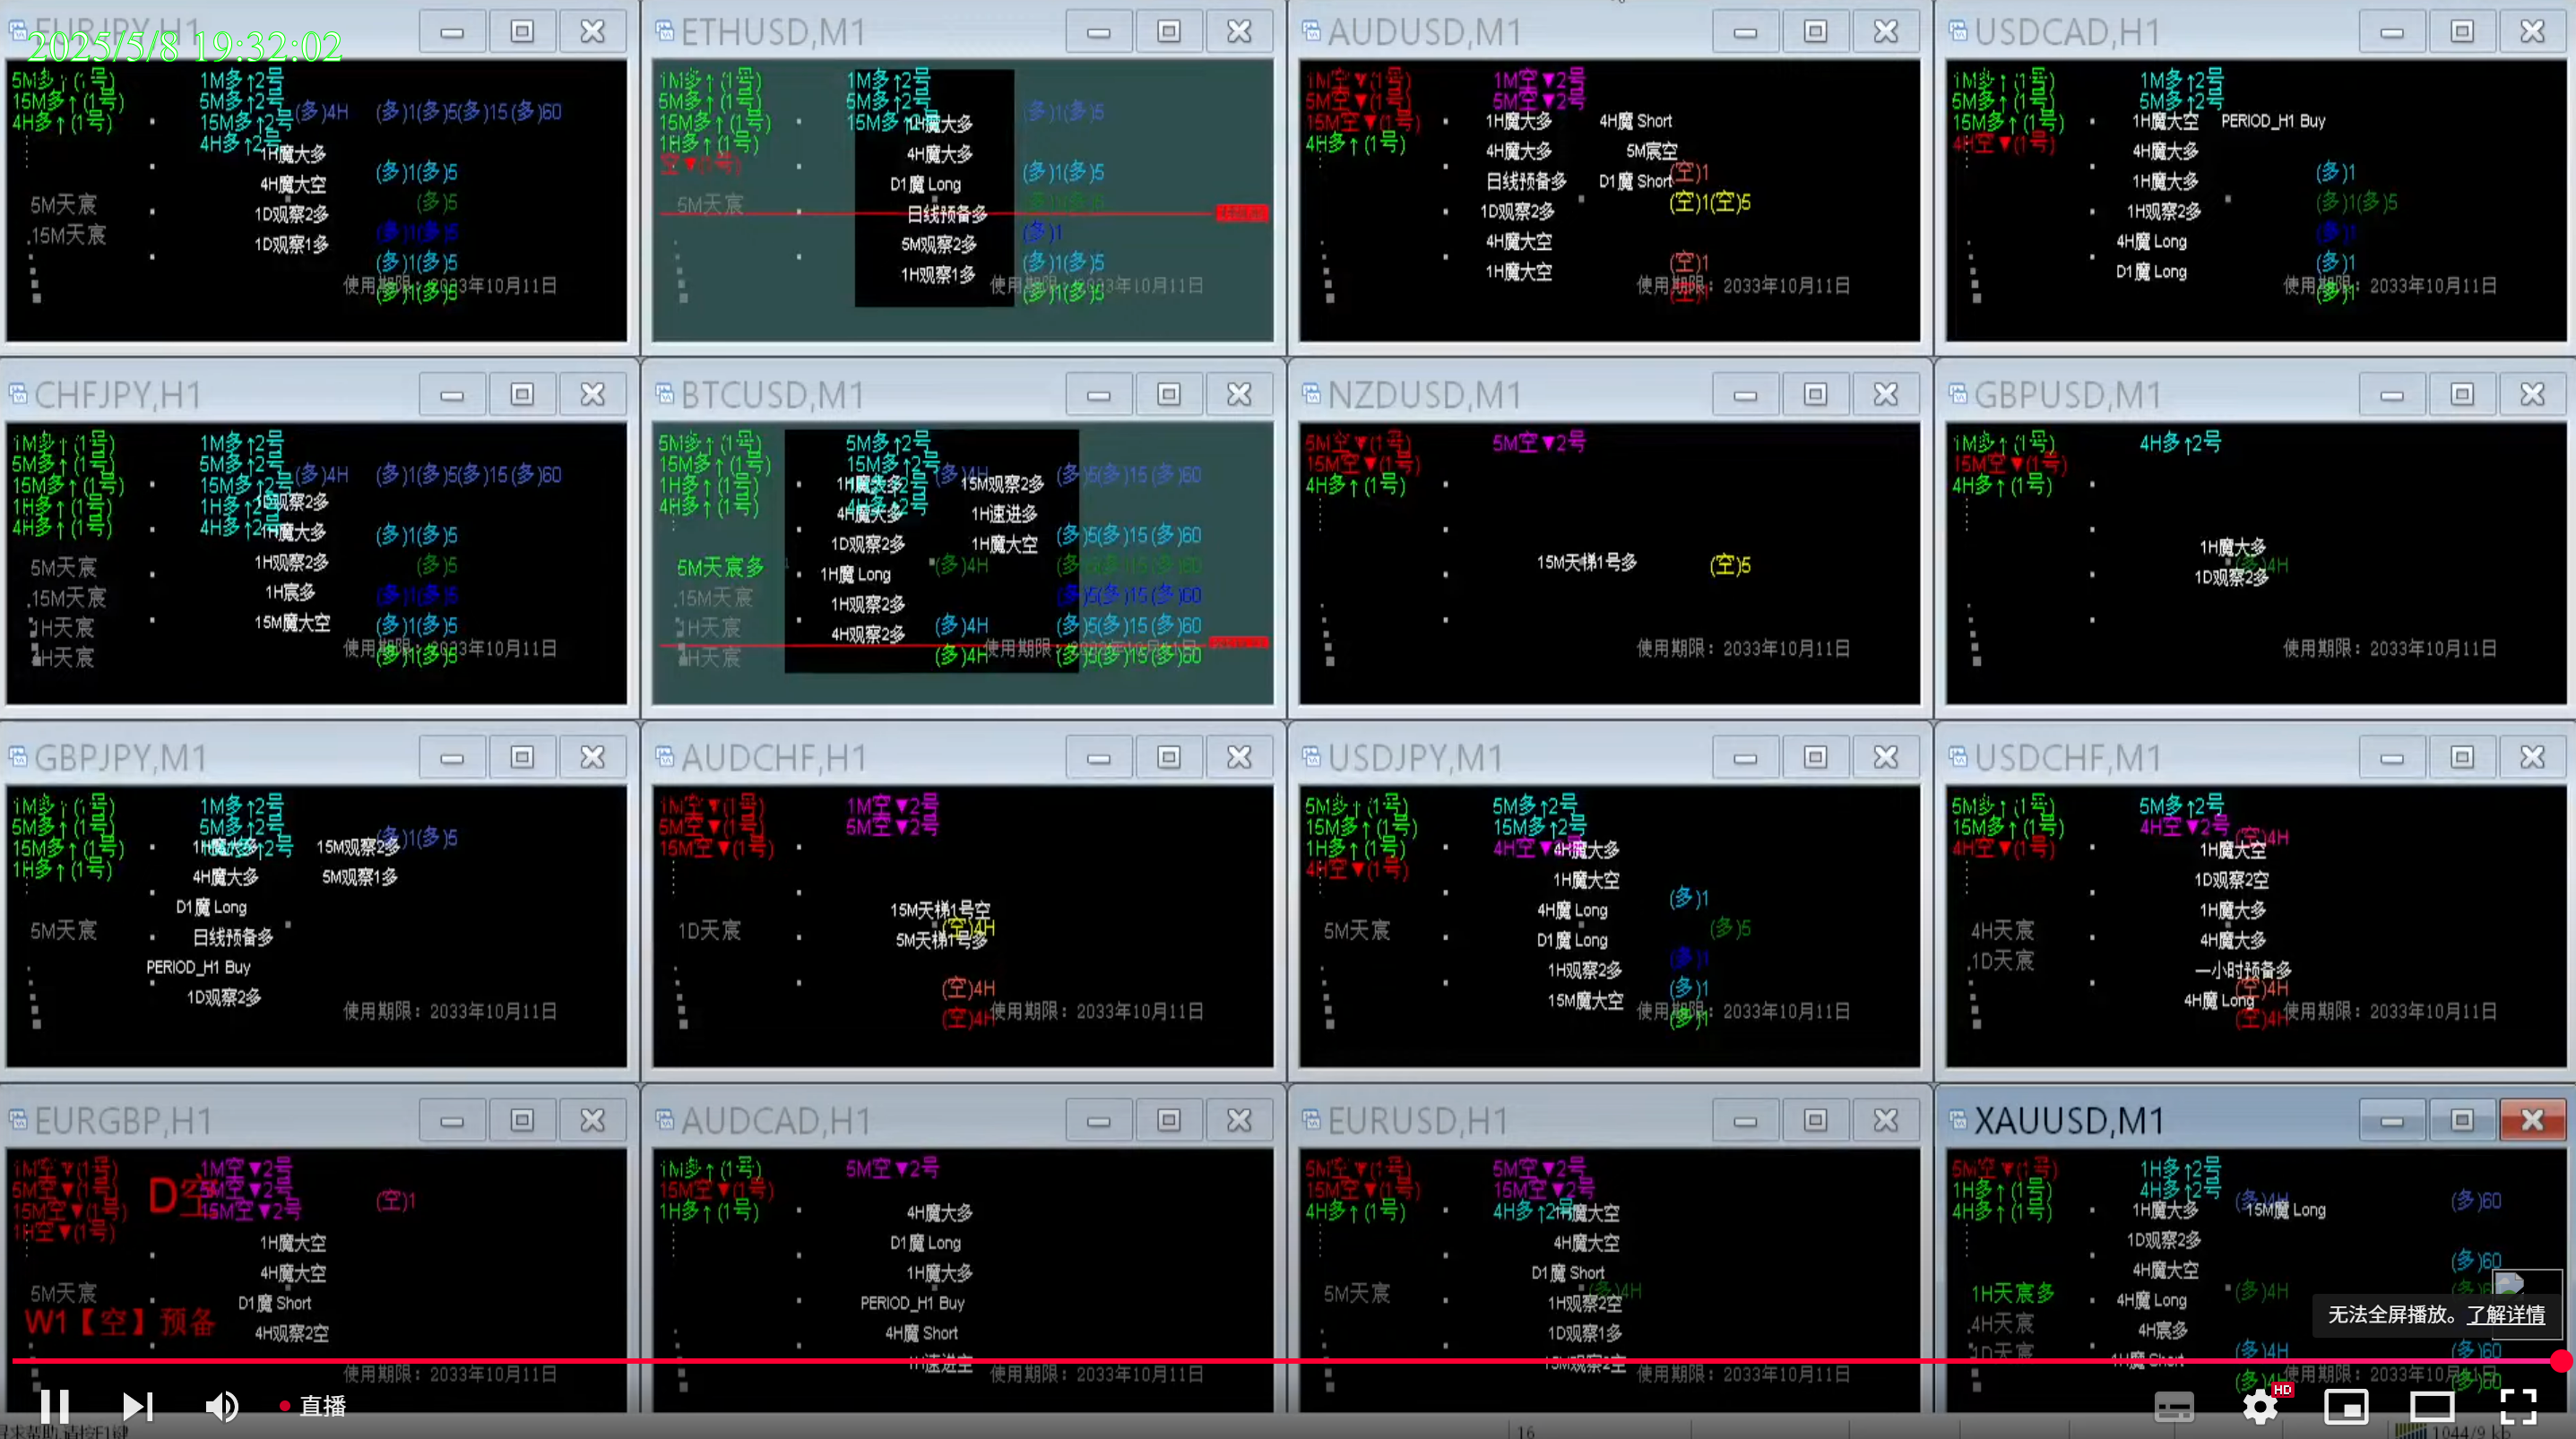 EURJPY,H1
2025/5/8 19:32:02
5M多↑(1号)
15M多↑(1号)
4H多↑(1号)
1M多↑2号
5M多↑2号
15M多↑2号
4H多↑2号
(多)4H
(多)1(多)5(多)15(多)60
1H魔大多
4H魔大空
1D观察2多
1D观察1多
5M天宸
15M天宸
(多)1(多)5
(多)5
(多)1(多)5
(多)1(多)5
(多)1(多)5
使用期限：2033年10月11日
ETHUSD,M1
1M多↑(1号)
5M多↑(1号)
15M多↑(1号)
1H多↑(1号)
空▼(1号)
1M多↑2号
5M多↑2号
15M多↑2号
1H魔大多
4H魔大多
D1魔 Long
日线预备多
5M观察2多
1H观察1多
5M天宸
(多)1(多)5
(多)1(多)5
(多)1(多)5
(多)1
(多)1(多)5
(多)1(多)5
使用期限：2033年10月11日
AUDUSD,M1
1M空▼(1号)
5M空▼(1号)
15M空▼(1号)
4H多↑(1号)
1M空▼2号
5M空▼2号
1H魔大多
4H魔大多
日线预备多
1D观察2多
4H魔大空
1H魔大空
4H魔 Short
5M宸空
D1魔 Short
(空)1
(空)1(空)5
(空)1
(空)1
使用期限：2033年10月11日
USDCAD,H1
1M多↑(1号)
5M多↑(1号)
15M多↑(1号)
4H空▼(1号)
1M多↑2号
5M多↑2号
1H魔大空
4H魔大多
1H魔大多
1H观察2多
4H魔 Long
D1魔 Long
PERIOD_H1 Buy
(多)1
(多)1(多)5
(多)1
(多)1
(多)1
使用期限：2033年10月11日
CHFJPY,H1
1M多↑(1号)
5M多↑(1号)
15M多↑(1号)
1H多↑(1号)
4H多↑(1号)
1M多↑2号
5M多↑2号
15M多↑2号
1H多↑2号
4H多↑2号
(多)4H
(多)1(多)5(多)15(多)60
1D观察2多
1H魔大多
1H观察2多
1H宸多
15M魔大空
5M天宸
15M天宸
1H天宸
4H天宸
(多)1(多)5
(多)5
(多)1(多)5
(多)1(多)5
(多)1(多)5
使用期限：2033年10月11日
BTCUSD,M1
5M多↑(1号)
15M多↑(1号)
1H多↑(1号)
4H多↑(1号)
5M多↑2号
15M多↑2号
1H多↑2号
4H多↑2号
1H魔大多
4H魔大多
1D观察2多
1H魔 Long
1H观察2多
4H观察2多
15M观察2多
1H速进多
1H魔大空
5M天宸多
15M天宸
1H天宸
4H天宸
(多)4H
(多)5(多)15(多)60
(多)5(多)15(多)60
(多)4H
(多)5(多)15(多)60
(多)5(多)15(多)60
(多)4H
(多)5(多)15(多)60
(多)4H
(多)5(多)15(多)60
使用期限：2033年10月11日
NZDUSD,M1
5M空▼(1号)
15M空▼(1号)
4H多↑(1号)
5M空▼2号
15M天梯1号多
(空)5
使用期限：2033年10月11日
GBPUSD,M1
1M多↑(1号)
15M空▼(1号)
4H多↑(1号)
4H多↑2号
1H魔大多
(多)4H
1D观察2多
使用期限：2033年10月11日
GBPJPY,M1
1M多↑(1号)
5M多↑(1号)
15M多↑(1号)
1H多↑(1号)
1M多↑2号
5M多↑2号
15M多↑2号
1H魔大多
4H魔大多
D1魔 Long
日线预备多
PERIOD_H1 Buy
1D观察2多
15M观察2多
5M观察1多
(多)1(多)5
5M天宸
使用期限：2033年10月11日
AUDCHF,H1
1M空▼(1号)
5M空▼(1号)
15M空▼(1号)
1M空▼2号
5M空▼2号
15M天梯1号空
5M天梯1号多
1D天宸
(空)4H
(空)4H
(空)4H
使用期限：2033年10月11日
USDJPY,M1
5M多↑(1号)
15M多↑(1号)
1H多↑(1号)
4H空▼(1号)
5M多↑2号
15M多↑2号
4H空▼2号
4H魔大多
1H魔大空
4H魔 Long
D1魔 Long
1H观察2多
15M魔大空
5M天宸
(多)1
(多)5
(多)1
(多)1
(多)1
使用期限：2033年10月11日
USDCHF,M1
5M多↑(1号)
15M多↑(1号)
4H空▼(1号)
5M多↑2号
4H空▼2号
(空)4H
1H魔大空
1D观察2空
1H魔大多
4H魔大多
一小时预备多
4H魔 Long
4H天宸
1D天宸
(空)4H
(空)4H
使用期限：2033年10月11日
EURGBP,H1
1M空▼(1号)
5M空▼(1号)
15M空▼(1号)
1H空▼(1号)
D空
1M空▼2号
5M空▼2号
15M空▼2号
(空)1
1H魔大空
4H魔大空
D1魔 Short
4H观察2空
5M天宸
W1【空】预备
使用期限：2033年10月11日
AUDCAD,H1
1M多↑(1号)
15M空▼(1号)
1H多↑(1号)
5M空▼2号
4H魔大多
D1魔 Long
1H魔大多
PERIOD_H1 Buy
4H魔 Short
1H速进空
使用期限：2033年10月11日
EURUSD,H1
5M空▼(1号)
15M空▼(1号)
4H多↑(1号)
5M空▼2号
15M空▼2号
4H多↑2号
1H魔大空
4H魔大空
D1魔 Short
(多)4H
1H观察2空
1D观察1多
15M观察2空
5M天宸
使用期限：2033年10月11日
XAUUSD,M1
5M空▼(1号)
1H多↑(1号)
4H多↑(1号)
1H多↑2号
4H多↑2号
(多)4H
(多)60
1H魔大多
15M魔 Long
1D观察2多
4H魔大空
4H魔 Long
4H宸多
1H魔 Short
1H天宸多
4H天宸
1D天宸
(多)60
(多)4H
(多)4H
(多)60
(多)4H
(多)60
使用期限：2033年10月11日
无法全屏播放。了解详情
直播
HD
寻求帮助,请按F1键
16
1044/9 kb